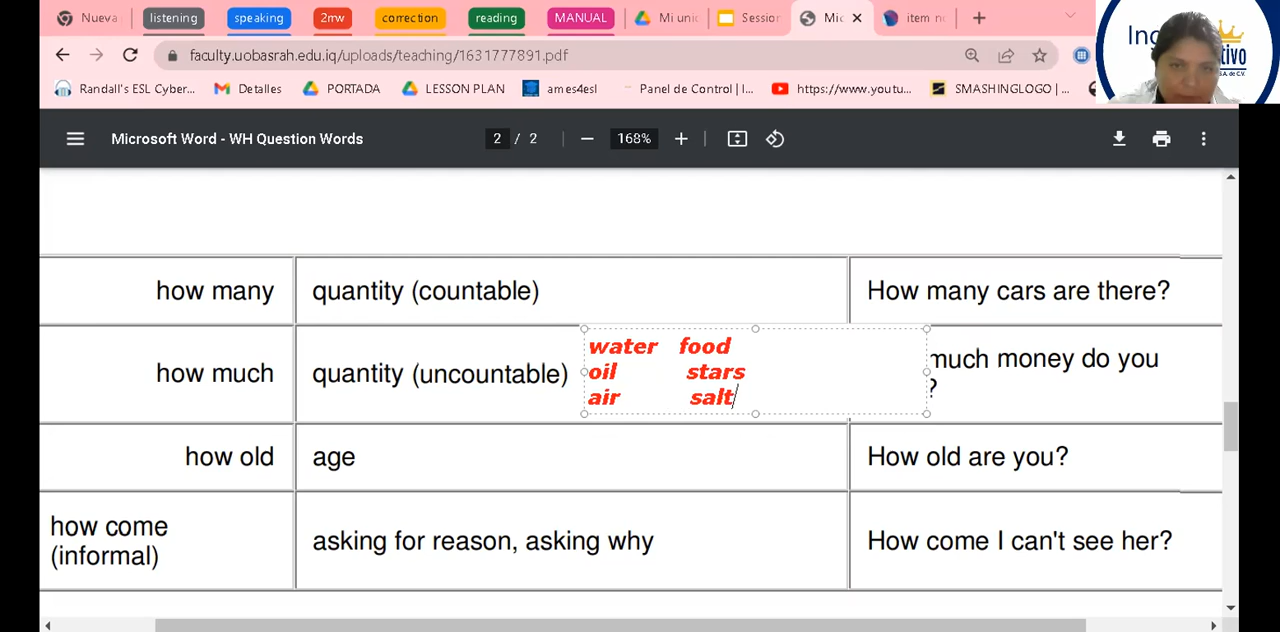 Nueva listening speaking 2mw correction reading MANUAL Mi uni Session Mic item n
faculty.uobasrah.edu.iq/uploads/teaching/1631777891.pdf
Randall's ESL Cyber... Detalles PORTADA LESSON PLAN ames4esl Panel de Control | I... https://www.youtu... SMASHINGLOGO | ...
tivo
S.A. de C.V.
Microsoft Word - WH Question Words 2 / 2 168%
how many quantity (countable) How many cars are there?
water food
oil stars
air salt
how much quantity (uncountable) much money do you
?
how old age How old are you?
how come
(informal) asking for reason, asking why How come I can't see her?